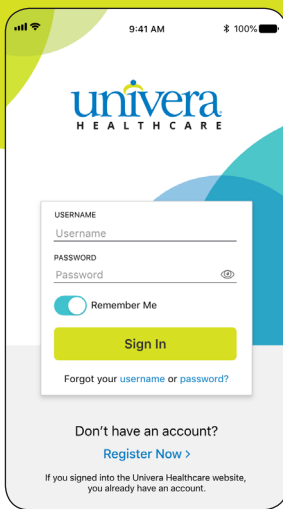 9:41 AM
100%
univera
HEALTHCARE
USERNAME
Username
PASSWORD
Password
Remember Me
Sign In
Forgot your username or password?
Don't have an account?
Register Now >
If you signed into the Univera Healthcare website,
you already have an account.